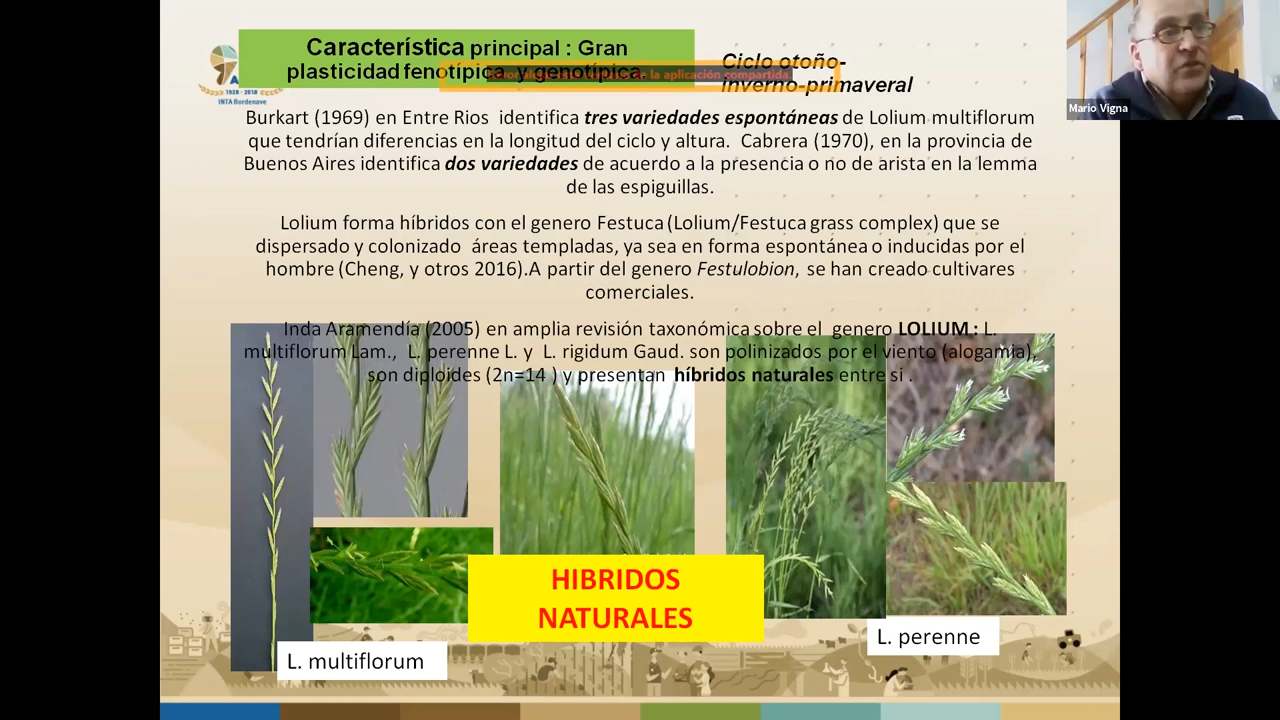 Característica principal : Gran
plasticidad fenotípica y genotípica.
Ciclo otoño-
inverno-primaveral
Mario Vigna
1928 - 2018
INTA Bordenave
Burkart (1969) en Entre Rios identifica tres variedades espontáneas de Lolium multiflorum
que tendrían diferencias en la longitud del ciclo y altura. Cabrera (1970), en la provincia de
Buenos Aires identifica dos variedades de acuerdo a la presencia o no de arista en la lemma
de las espiguillas.
Lolium forma híbridos con el genero Festuca (Lolium/Festuca grass complex) que se
dispersado y colonizado áreas templadas, ya sea en forma espontánea o inducidas por el
hombre (Cheng, y otros 2016).A partir del genero Festulobion, se han creado cultivares
comerciales.
Inda Aramendía (2005) en amplia revisión taxonómica sobre el genero LOLIUM : L.
multiflorum Lam., L. perenne L. y L. rigidum Gaud. son polinizados por el viento (alogamia),
son diploides (2n=14 ) y presentan híbridos naturales entre si .
HIBRIDOS
NATURALES
L. perenne
L. multiflorum